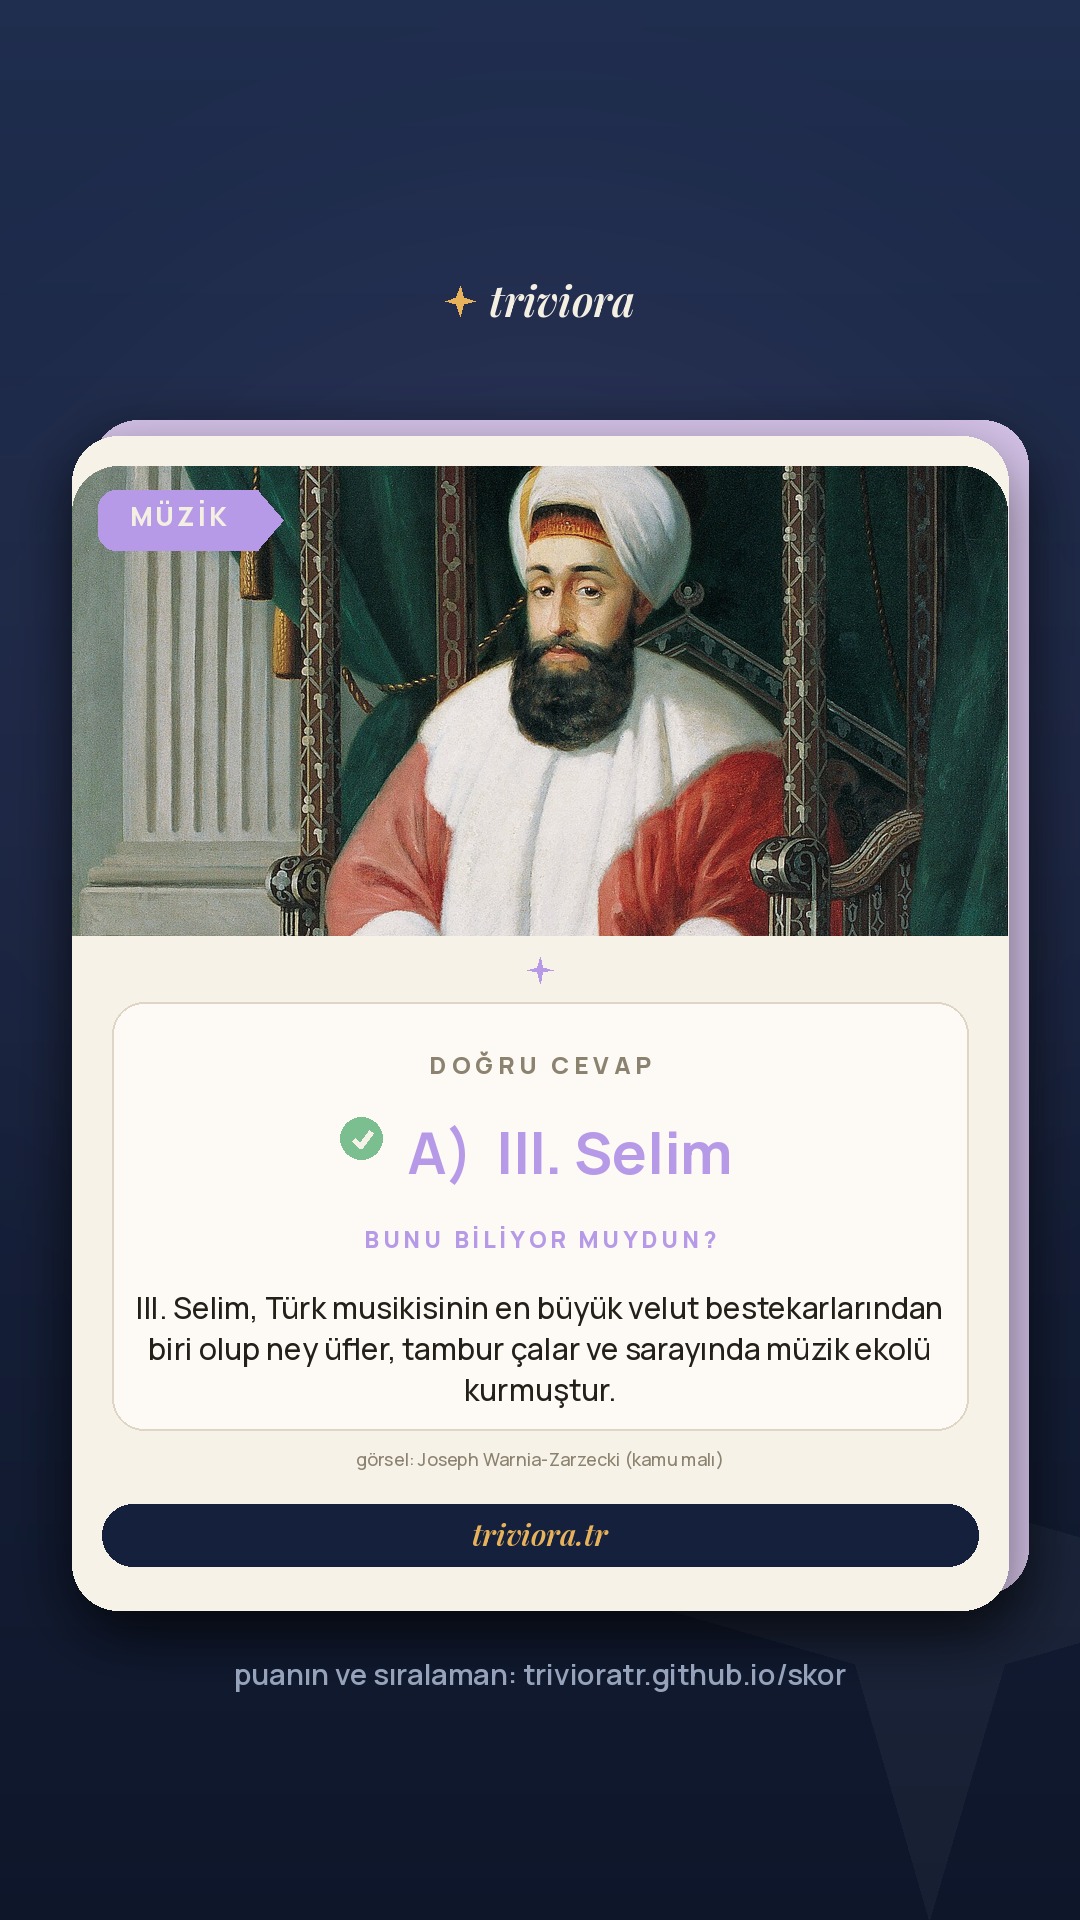 triviora
MÜZİK
DOĞRU CEVAP
A) III. Selim
BUNU BİLİYOR MUYDUN?
III. Selim, Türk musikisinin en büyük velut bestekarlarından
biri olup ney üfler, tambur çalar ve sarayında müzik ekolü
kurmuştur.
görsel: Joseph Warnia-Zarzecki (kamu malı)
triviora.tr
puanın ve sıralaman: trivioratr.github.io/skor